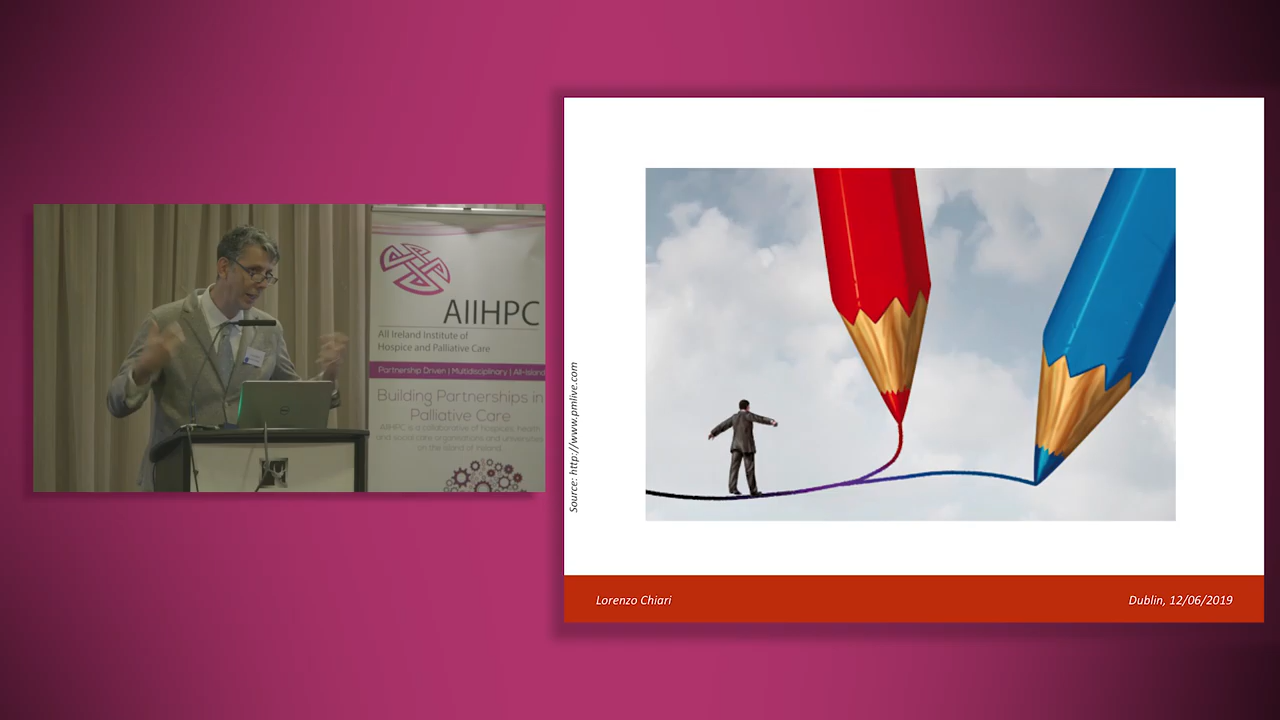 AIIHPC
All Ireland Institute of
Hospice and Palliative Care
Partnership Driven | Multidisciplinary | All-island
Building Partnerships in
Palliative Care
AIIHPC is a collaborative of hospices, health
and social care organisations and universities
on the island of Ireland.
DELL
Source: http://www.pmlive.com
Lorenzo Chiari
Dublin, 12/06/2019